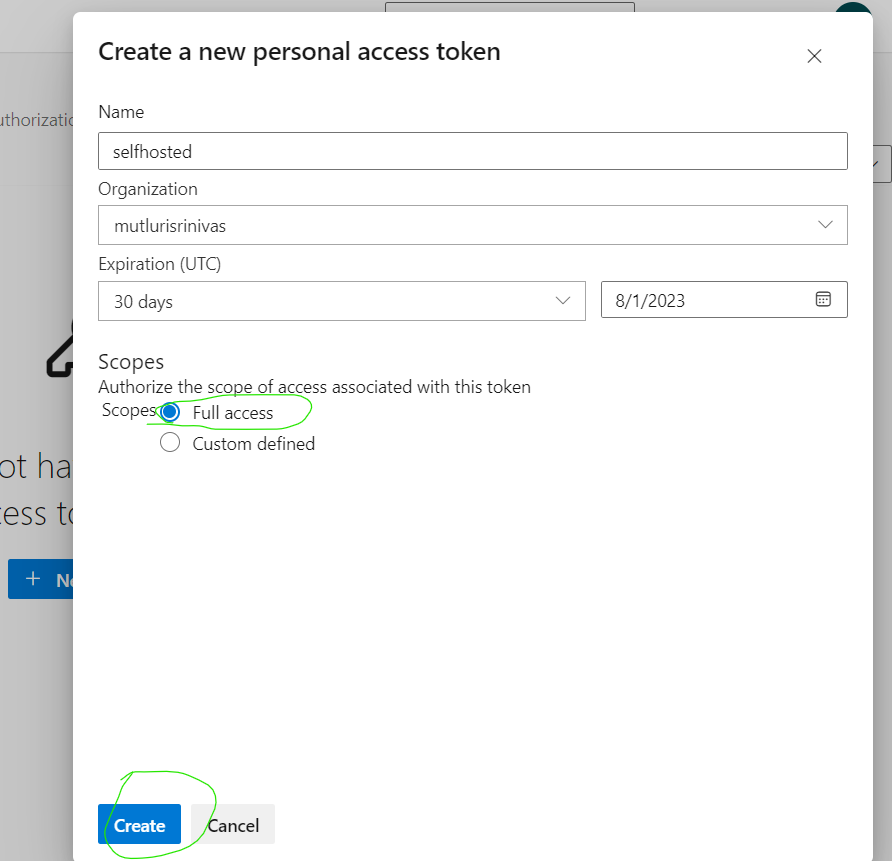 Create a new personal access token
uthorizatio
Name
selfhosted
Organization
mutlurisrinivas
Expiration (UTC)
30 days
8/1/2023
Scopes
Authorize the scope of access associated with this token
Scopes
Full access
Custom defined
ot ha
cess to
+ Ne
Create
Cancel